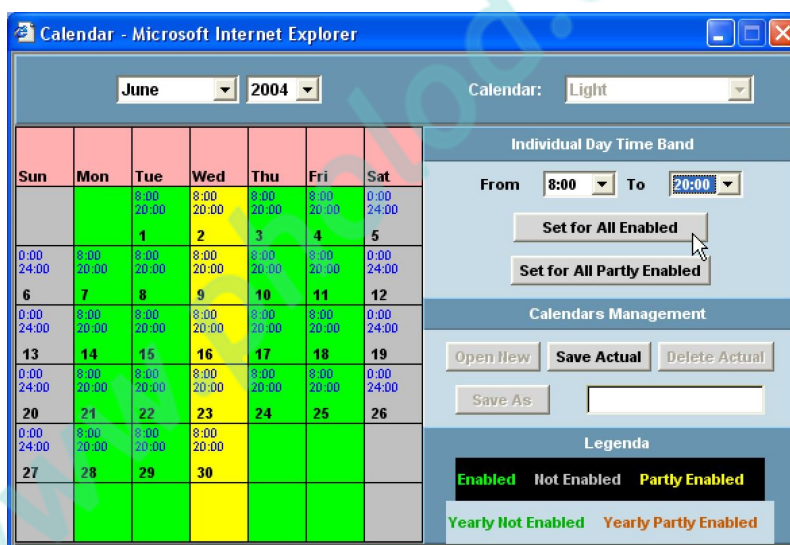 Calendar - Microsoft Internet Explorer
June 2004 Calendar: Light
Sun Mon Tue Wed Thu Fri Sat
8:00 8:00 8:00 8:00 0:00
20:00 20:00 20:00 20:00 24:00
1 2 3 4 5
0:00 8:00 8:00 8:00 8:00 8:00 0:00
24:00 20:00 20:00 20:00 20:00 20:00 24:00
6 7 8 9 10 11 12
0:00 8:00 8:00 8:00 8:00 8:00 0:00
24:00 20:00 20:00 20:00 20:00 20:00 24:00
13 14 15 16 17 18 19
0:00 8:00 8:00 8:00 8:00 8:00 0:00
24:00 20:00 20:00 20:00 20:00 20:00 24:00
20 21 22 23 24 25 26
0:00 8:00 8:00 8:00
24:00 20:00 20:00 20:00
27 28 29 30
Individual Day Time Band
From 8:00 To 20:00
Set for All Enabled
Set for All Partly Enabled
Calendars Management
Open New Save Actual Delete Actual
Save As
Legenda
Enabled Not Enabled Partly Enabled
Yearly Not Enabled Yearly Partly Enabled